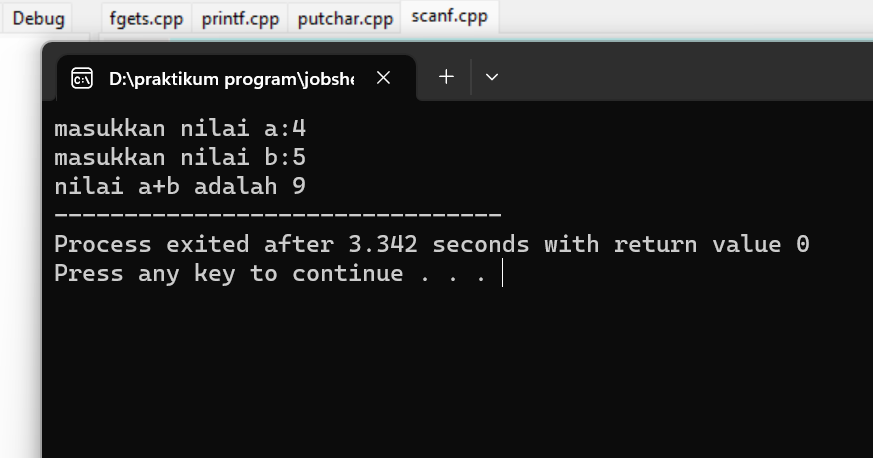 Debug fgets.cpp printf.cpp putchar.cpp scanf.cpp
D:\praktikum program\jobshe
masukkan nilai a:4
masukkan nilai b:5
nilai a+b adalah 9
--------------------------------
Process exited after 3.342 seconds with return value 0
Press any key to continue . . .